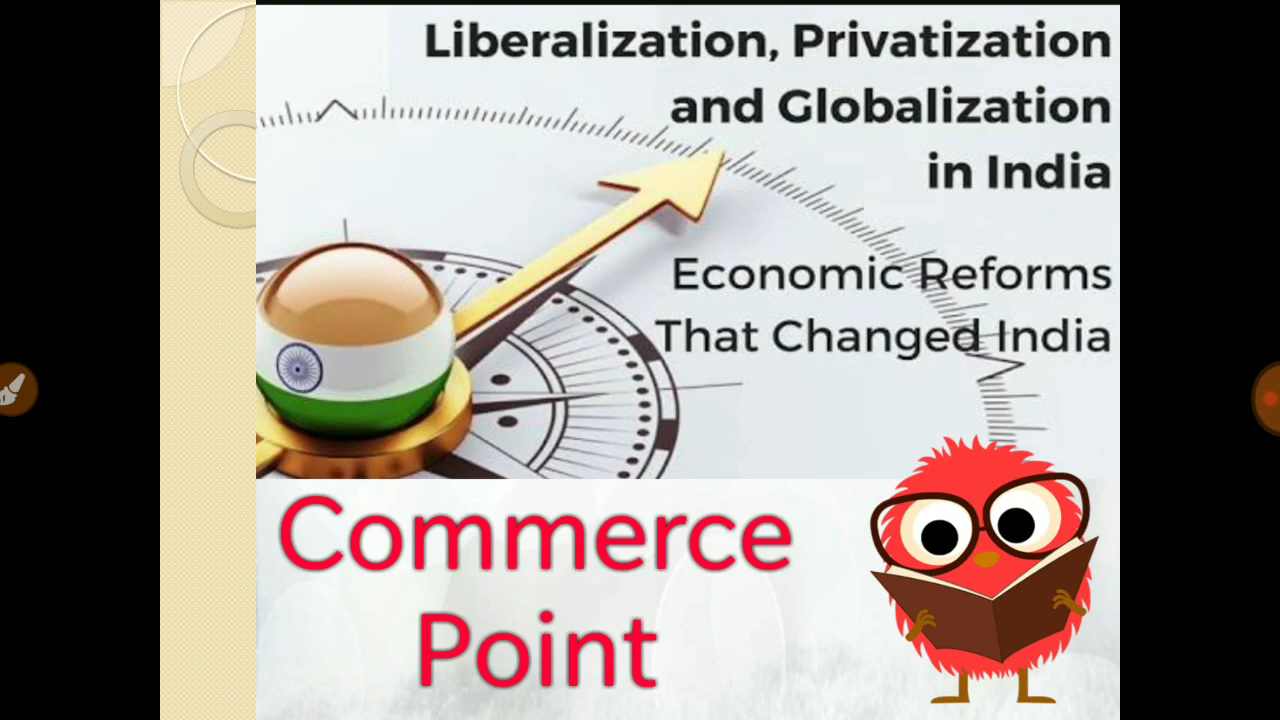 Liberalization, Privatization
and Globalization
in India
Economic Reforms
That Changed India
Commerce
Point